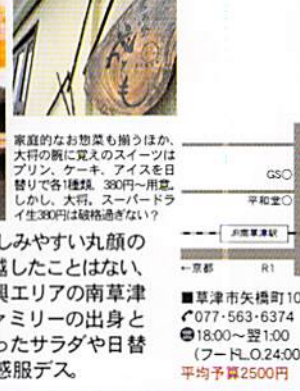 家庭的なお惣菜も揃うほか、
大将の腕に覚えのスイーツは
プリン、ケーキ、アイスを日
替りで各1種類、380円〜用意。
しかし、大将。スーパードラ
イ生380円は破格過ぎない？
しみやすい丸顔の
越したことはない、
興エリアの南草津
ァミリーの出身と
ったサラダや日替
惑服デス。
GS○
平和堂○
JR南草津駅
←京都 R1
■草津市矢橋町10
077・563・6374
18:00〜翌1:00
(フードL.O.24:00
平均予算2500円